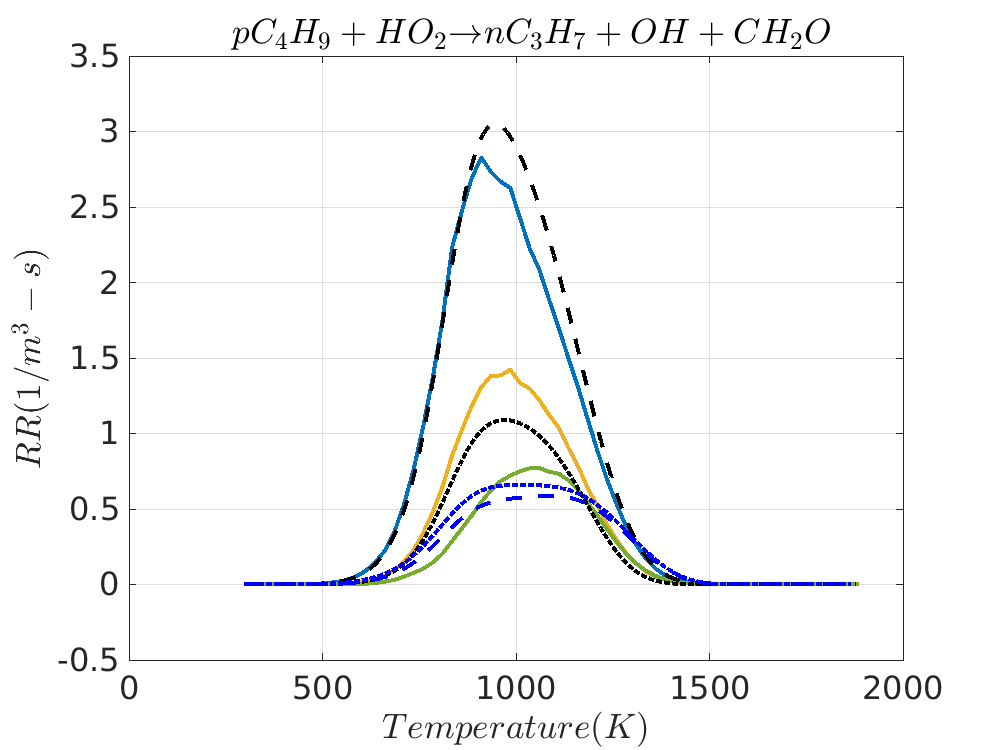 pC₄H₉ + HO₂→nC₃H₇ + OH + CH₂O
3.5
3
2.5
2
1.5
1
0.5
0
-0.5
RR(1/m³ − s)
0 500 1000 1500 2000
Temperature(K)